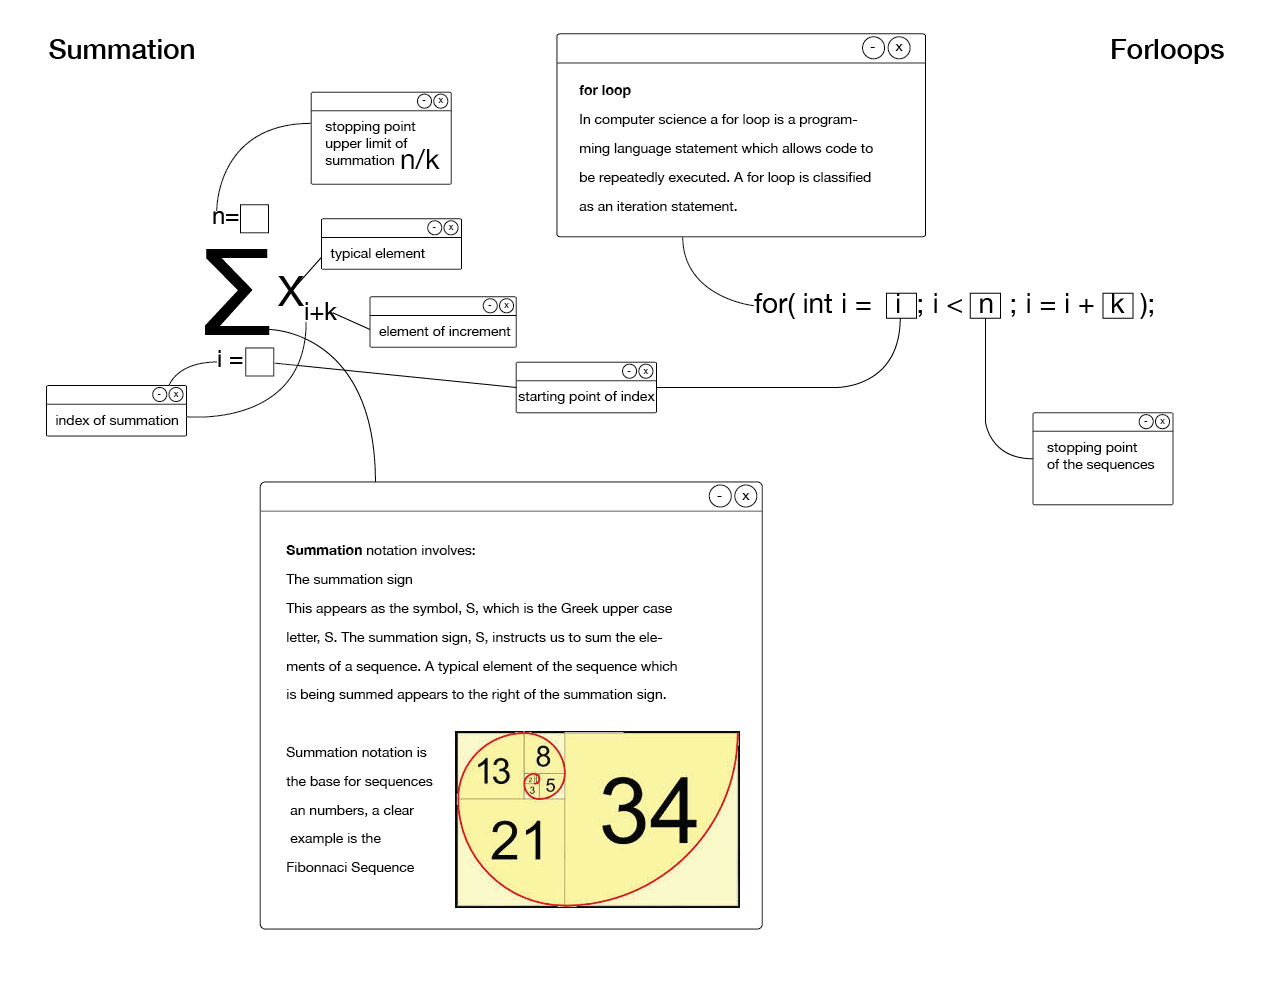 Summation
Forloops
- x
stopping point
upper limit of
summation n/k
n=
∑ x i+k
i =
- x
typical element
- x
element of increment
- x
index of summation
- x
starting point of index
- x
for loop
In computer science a for loop is a program-
ming language statement which allows code to
be repeatedly executed. A for loop is classified
as an iteration statement.
for( int i = i ; i < n ; i = i + k );
- x
stopping point
of the sequences
- x
Summation notation involves:
The summation sign
This appears as the symbol, S, which is the Greek upper case
letter, S. The summation sign, S, instructs us to sum the ele-
ments of a sequence. A typical element of the sequence which
is being summed appears to the right of the summation sign.
Summation notation is
the base for sequences
an numbers, a clear
example is the
Fibonnaci Sequence
13
8
2
3
5
21
34